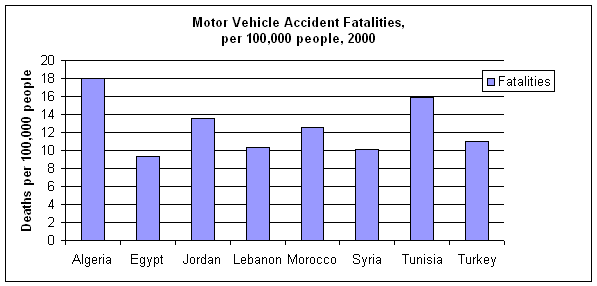 Motor Vehicle Accident Fatalities,
per 100,000 people, 2000
Deaths per 100,000 people
20
18
16
14
12
10
8
6
4
2
0
Algeria Egypt Jordan Lebanon Morocco Syria Tunisia Turkey
Fatalities